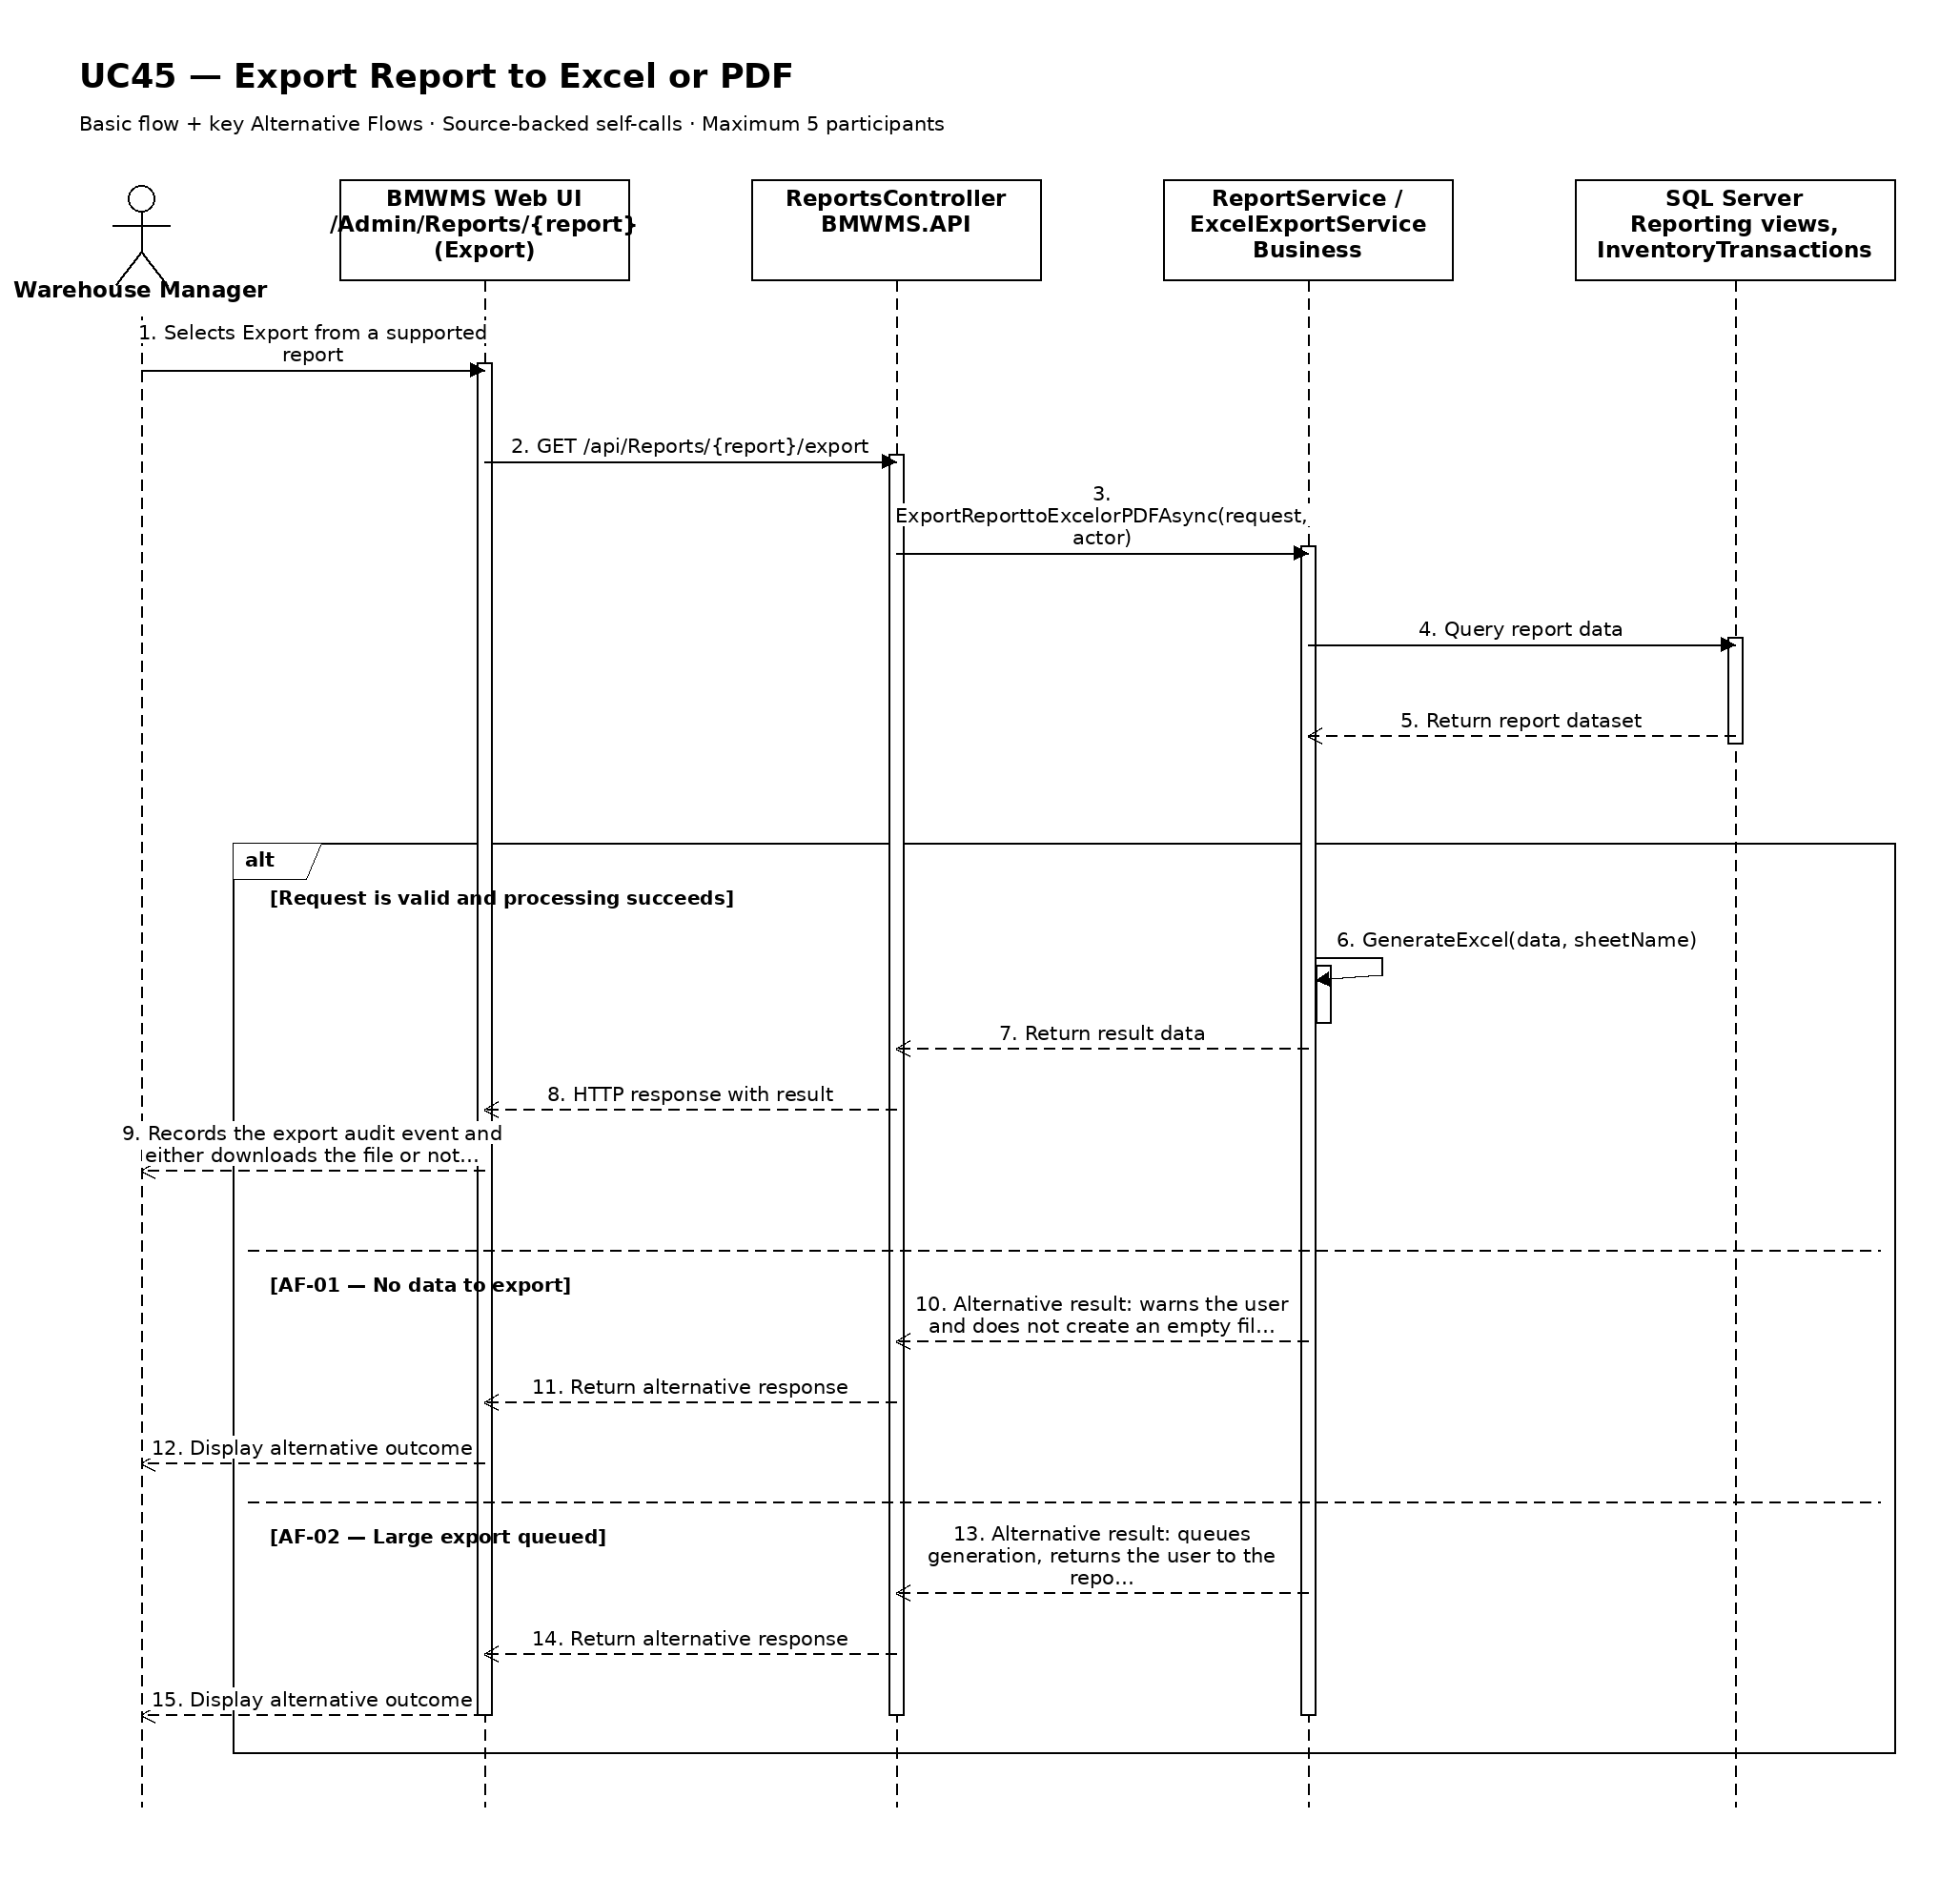 UC45 — Export Report to Excel or PDF
Basic flow + key Alternative Flows · Source-backed self-calls · Maximum 5 participants
Warehouse Manager
BMWMS Web UI
/Admin/Reports/{report}
(Export)
ReportsController
BMWMS.API
ReportService /
ExcelExportService
Business
SQL Server
Reporting views,
InventoryTransactions
1. Selects Export from a supported
report
2. GET /api/Reports/{report}/export
3.
ExportReporttoExcelorPDFAsync(request,
actor)
4. Query report data
5. Return report dataset
alt
[Request is valid and processing succeeds]
6. GenerateExcel(data, sheetName)
7. Return result data
8. HTTP response with result
9. Records the export audit event and
either downloads the file or not...
[AF-01 — No data to export]
10. Alternative result: warns the user
and does not create an empty fil...
11. Return alternative response
12. Display alternative outcome
[AF-02 — Large export queued]
13. Alternative result: queues
generation, returns the user to the
repo...
14. Return alternative response
15. Display alternative outcome